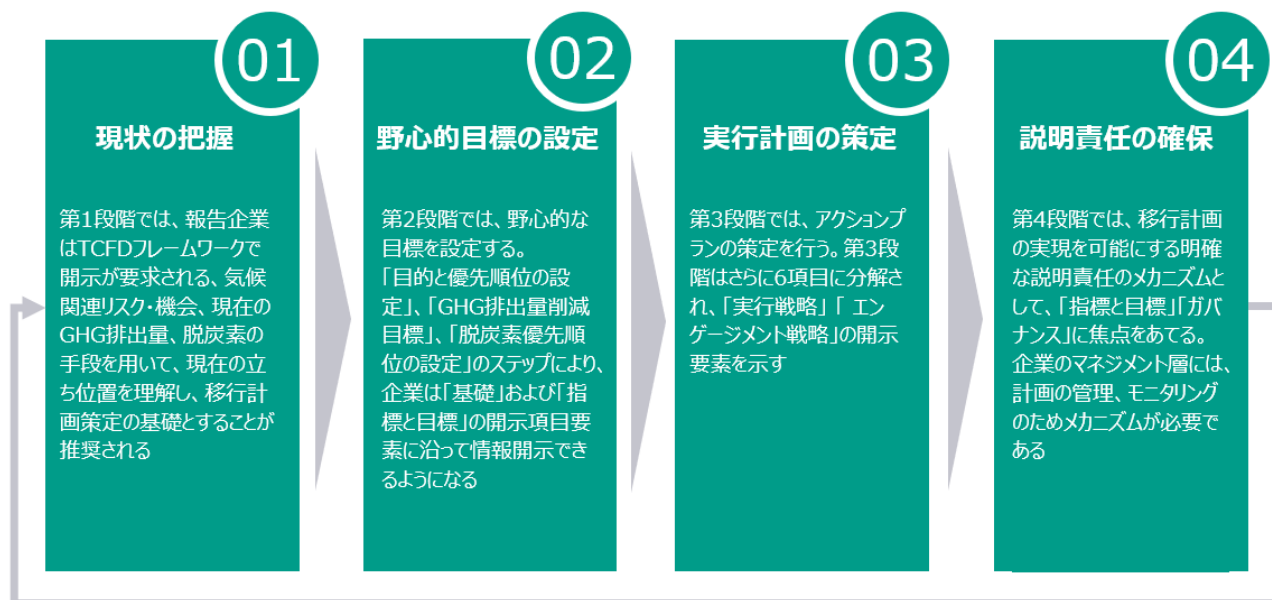 01
現状の把握
第1段階では、報告企業
はTCFDフレームワークで
開示が要求される、気候
関連リスク・機会、現在の
GHG排出量、脱炭素の
手段を用いて、現在の立
ち位置を理解し、移行計
画策定の基礎とすることが
推奨される
02
野心的目標の設定
第2段階では、野心的な
目標を設定する。
「目的と優先順位の設
定」、「GHG排出量削減
目標」、「脱炭素優先順
位の設定」のステップにより、
企業は「基礎」および「指
標と目標」の開示項目要
素に沿って情報開示でき
るようになる
03
実行計画の策定
第3段階では、アクションプ
ランの策定を行う。第3段
階はさらに6項目に分解さ
れ、「実行戦略」「 エン
ゲージメント戦略」の開示
要素を示す
04
説明責任の確保
第4段階では、移行計画
の実現を可能にする明確
な説明責任のメカニズムと
して、「指標と目標」「ガバ
ナンス」に焦点をあてる。
企業のマネジメント層には、
計画の管理、モニタリング
のためメカニズムが必要で
ある